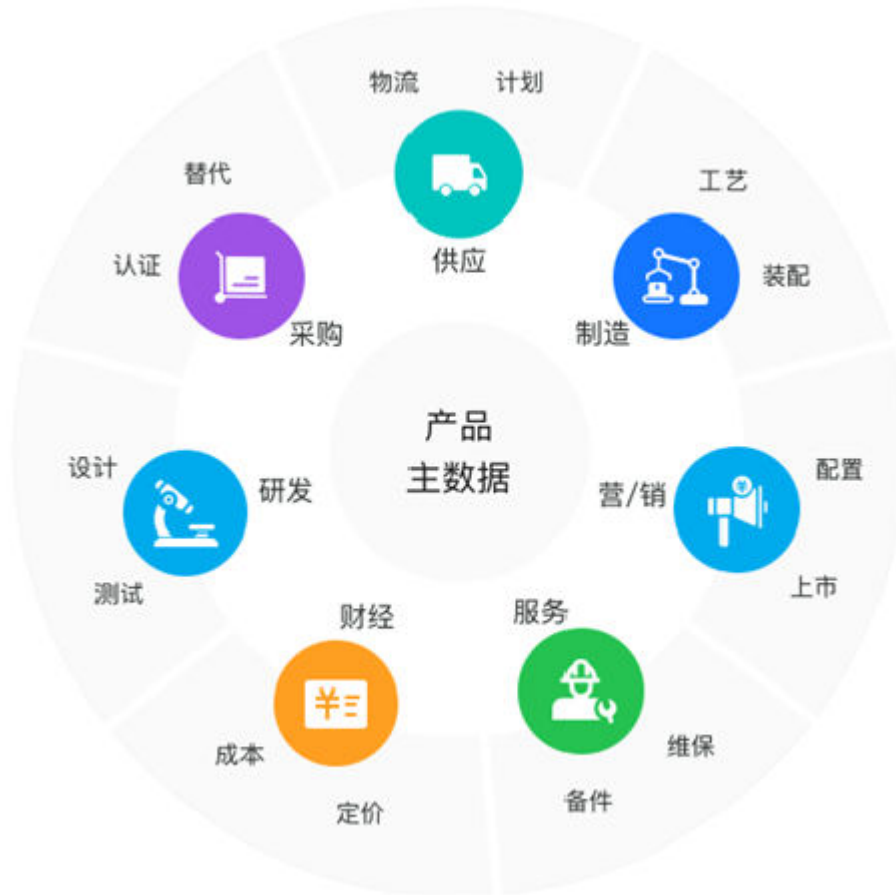 物流
计划
替代
工艺
认证
供应
装配
采购
制造
产品
主数据
设计
研发
营/销
配置
测试
上市
财经
服务
成本
维保
定价
备件